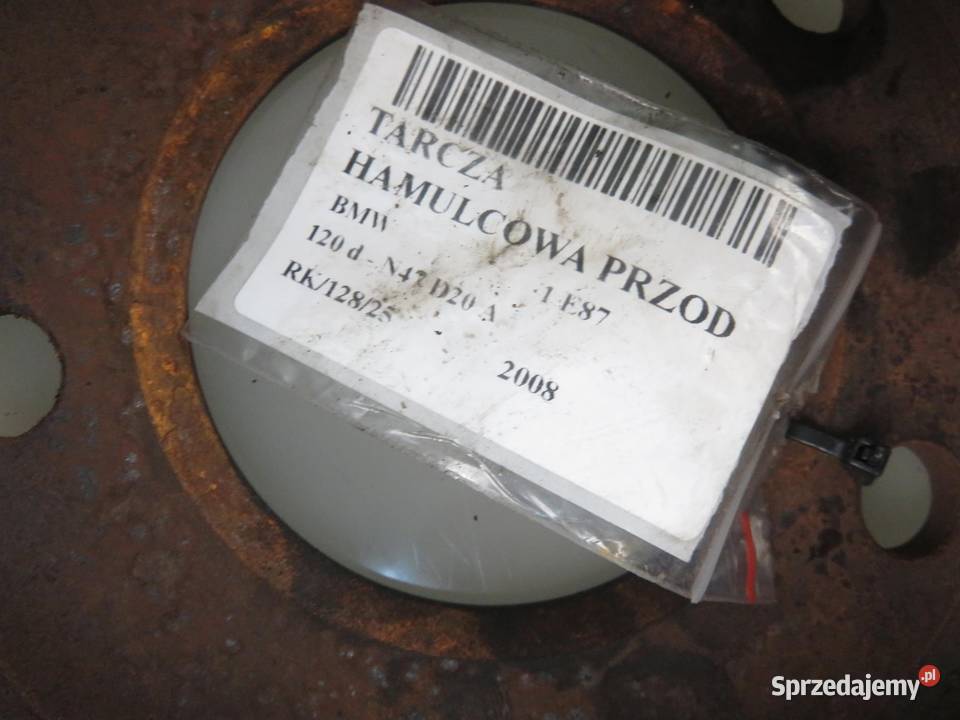 TARCZA
HAMULCOWA PRZOD
BMW 1 E87
120 d - N47 D20 A
RK/128/25 2008
Sprzedajemy.pl